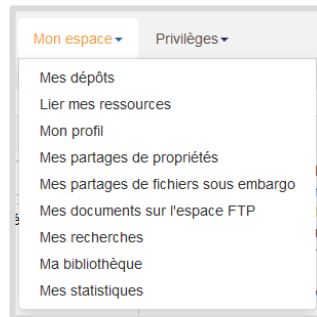 Mon espace Privilèges
Mes dépôts
Lier mes ressources
Mon profil
Mes partages de propriétés
Mes partages de fichiers sous embargo
Mes documents sur l'espace FTP
Mes recherches
Ma bibliothèque
Mes statistiques